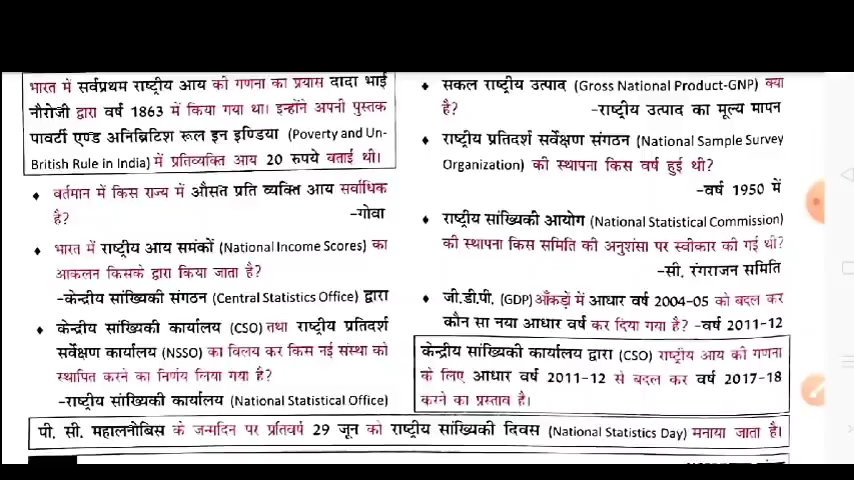 भारत में सर्वप्रथम राष्ट्रीय आय की गणना का प्रयास दादा भाई
नौरोजी द्वारा वर्ष 1863 में किया गया था। इन्होंने अपनी पुस्तक
पावर्टी एण्ड अनिब्रिटिश रूल इन इण्डिया (Poverty and Un-
British Rule in India) में प्रतिव्यक्ति आय 20 रुपये बताई थी।
♦ वर्तमान में किस राज्य में औसत प्रति व्यक्ति आय सर्वाधिक
है? -गोवा
♦ भारत में राष्ट्रीय आय समंकों (National Income Scores) का
आकलन किसके द्वारा किया जाता है?
-केन्द्रीय सांख्यिकी संगठन (Central Statistics Office) द्वारा
♦ केन्द्रीय सांख्यिकी कार्यालय (CSO) तथा राष्ट्रीय प्रतिदर्श
सर्वेक्षण कार्यालय (NSSO) का विलय कर किस नई संस्था को
स्थापित करने का निर्णय लिया गया है?
-राष्ट्रीय सांख्यिकी कार्यालय (National Statistical Office)
♦ सकल राष्ट्रीय उत्पाद (Gross National Product-GNP) क्या
है? -राष्ट्रीय उत्पाद का मूल्य मापन
♦ राष्ट्रीय प्रतिदर्श सर्वेक्षण संगठन (National Sample Survey
Organization) की स्थापना किस वर्ष हुई थी?
-वर्ष 1950 में
♦ राष्ट्रीय सांख्यिकी आयोग (National Statistical Commission)
की स्थापना किस समिति की अनुशंसा पर स्वीकार की गई थी?
-सी. रंगराजन समिति
♦ जी.डी.पी. (GDP) आँकड़ों में आधार वर्ष 2004-05 को बदल कर
कौन सा नया आधार वर्ष कर दिया गया है? -वर्ष 2011-12
केन्द्रीय सांख्यिकी कार्यालय द्वारा (CSO) राष्ट्रीय आय की गणना
के लिए आधार वर्ष 2011-12 से बदल कर वर्ष 2017-18
करने का प्रस्ताव है।
पी. सी. महालनोबिस के जन्मदिन पर प्रतिवर्ष 29 जून को राष्ट्रीय सांख्यिकी दिवस (National Statistics Day) मनाया जाता है।